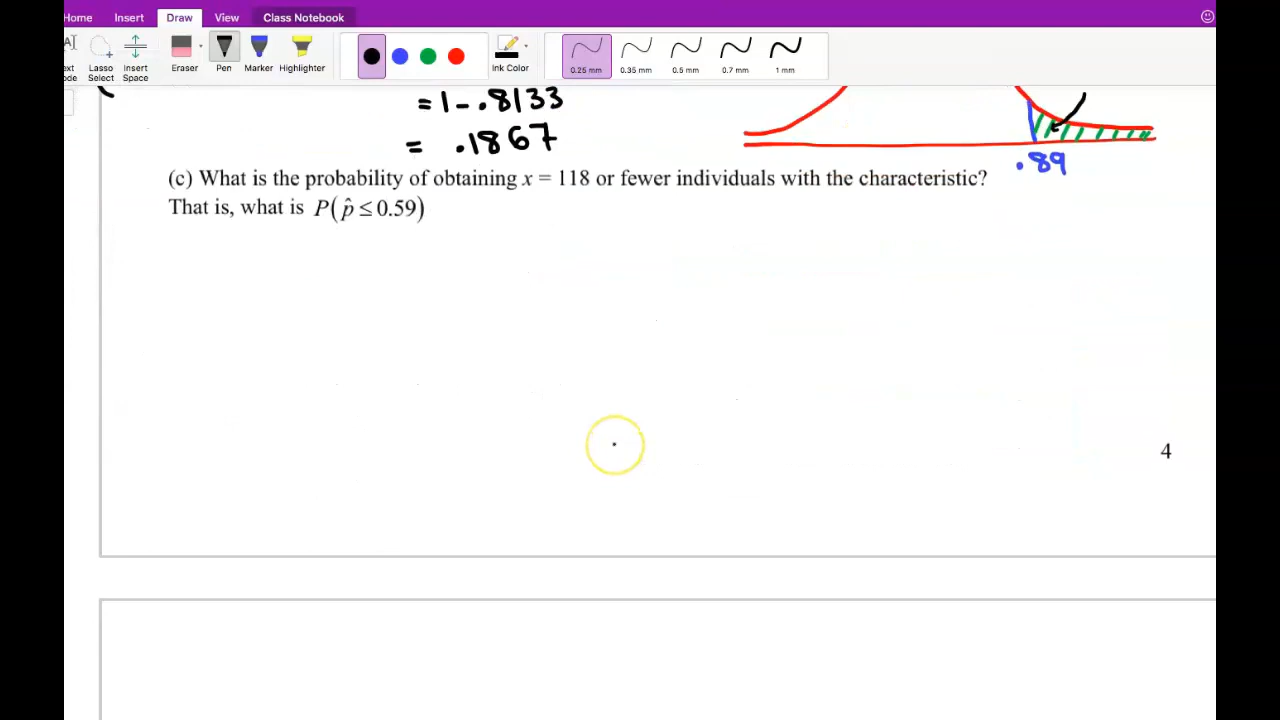 Home Insert Draw View Class Notebook
Lasso Select
Insert Space
Eraser
Pen
Marker
Highlighter
Ink Color
0.25 mm
0.35 mm
0.5 mm
0.7 mm
1 mm
= 1 - .8133
= .1867
.89
(c) What is the probability of obtaining x = 118 or fewer individuals with the characteristic?
That is, what is P(p̂ ≤ 0.59)
4